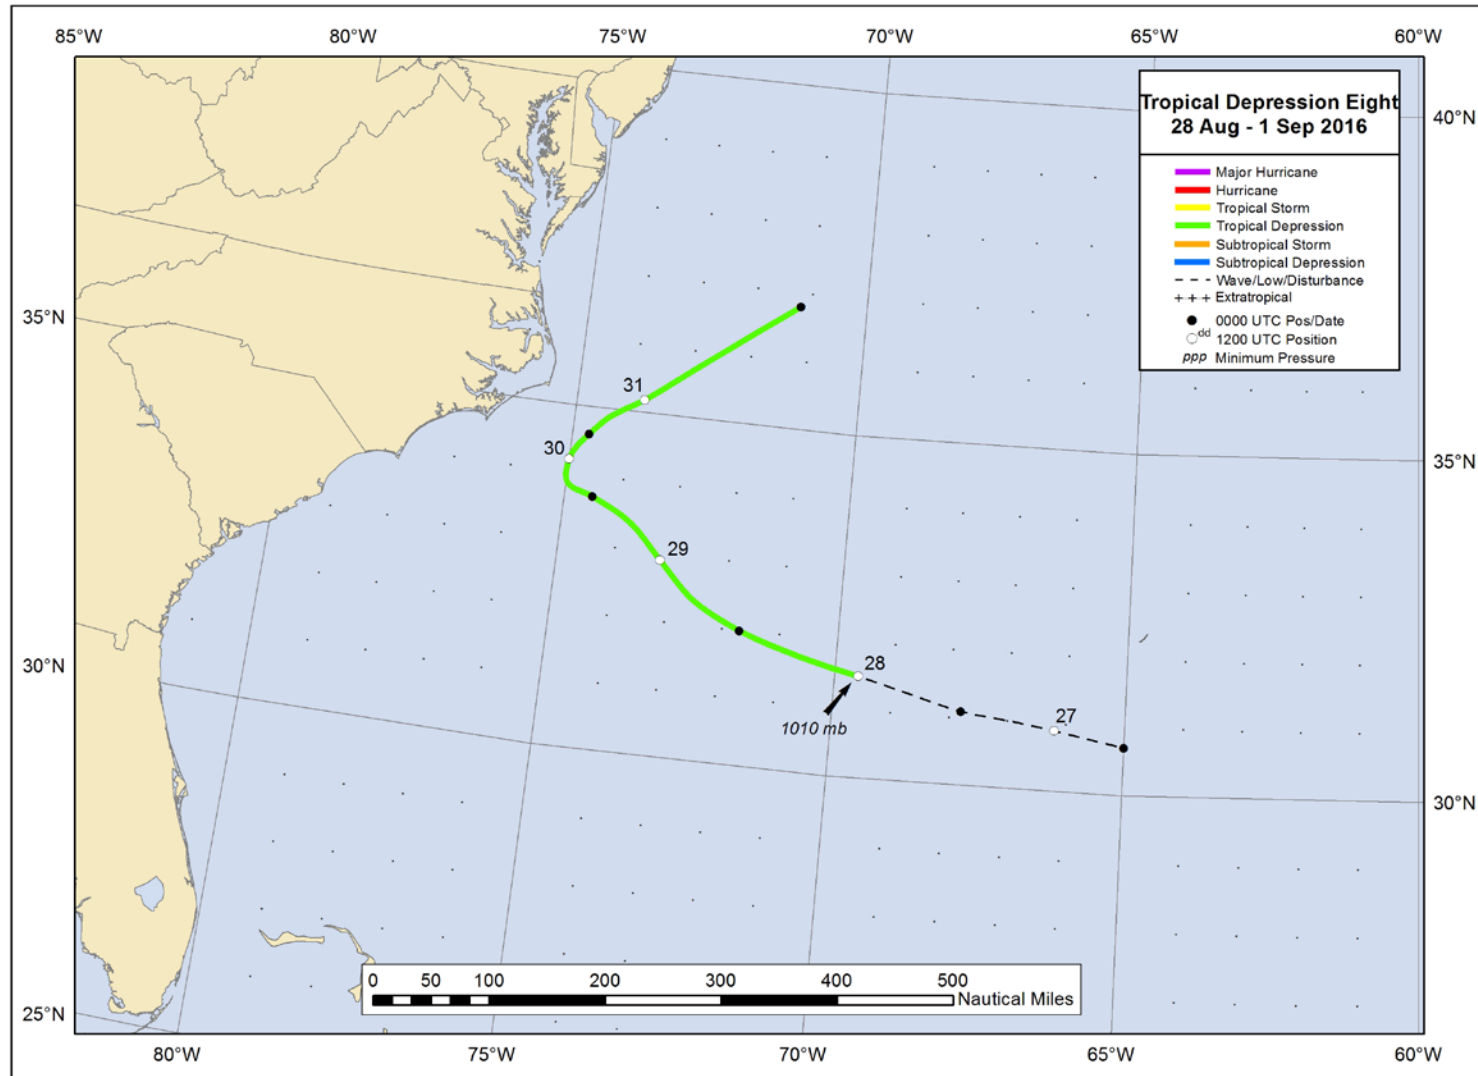 85°W 80°W 75°W 70°W 65°W 60°W
Tropical Depression Eight
28 Aug - 1 Sep 2016
40°N
Major Hurricane
Hurricane
Tropical Storm
Tropical Depression
Subtropical Storm
Subtropical Depression
Wave/Low/Disturbance
+++ Extratropical
0000 UTC Pos/Date
dd 1200 UTC Position
ppp Minimum Pressure
35°N
31
30
35°N
29
30°N
28
27
1010 mb
30°N
0 50 100 200 300 400 500
Nautical Miles
25°N
80°W 75°W 70°W 65°W 60°W